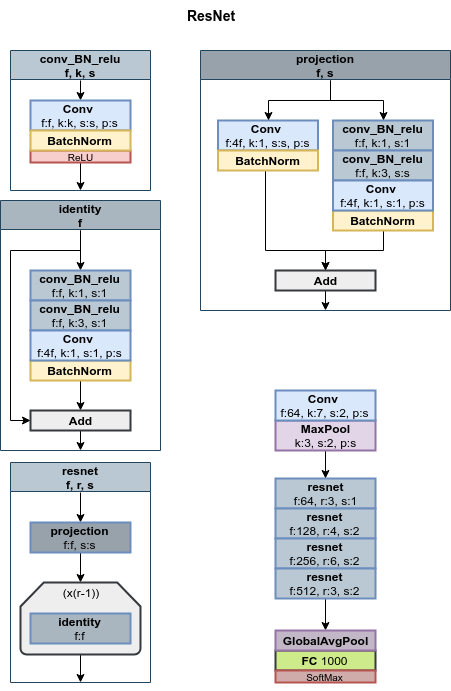 ResNet
conv_BN_relu
f, k, s
Conv
f:f, k:k, s:s, p:s
BatchNorm
ReLU
identity
f
conv_BN_relu
f:f, k:1, s:1
conv_BN_relu
f:f, k:3, s:1
Conv
f:4f, k:1, s:1, p:s
BatchNorm
Add
resnet
f, r, s
projection
f:f, s:s
(x(r-1))
identity
f:f
projection
f, s
Conv
f:4f, k:1, s:s, p:s
BatchNorm
conv_BN_relu
f:f, k:1, s:1
conv_BN_relu
f:f, k:3, s:s
Conv
f:4f, k:1, s:1, p:s
BatchNorm
Add
Conv
f:64, k:7, s:2, p:s
MaxPool
k:3, s:2, p:s
resnet
f:64, r:3, s:1
resnet
f:128, r:4, s:2
resnet
f:256, r:6, s:2
resnet
f:512, r:3, s:2
GlobalAvgPool
FC 1000
SoftMax